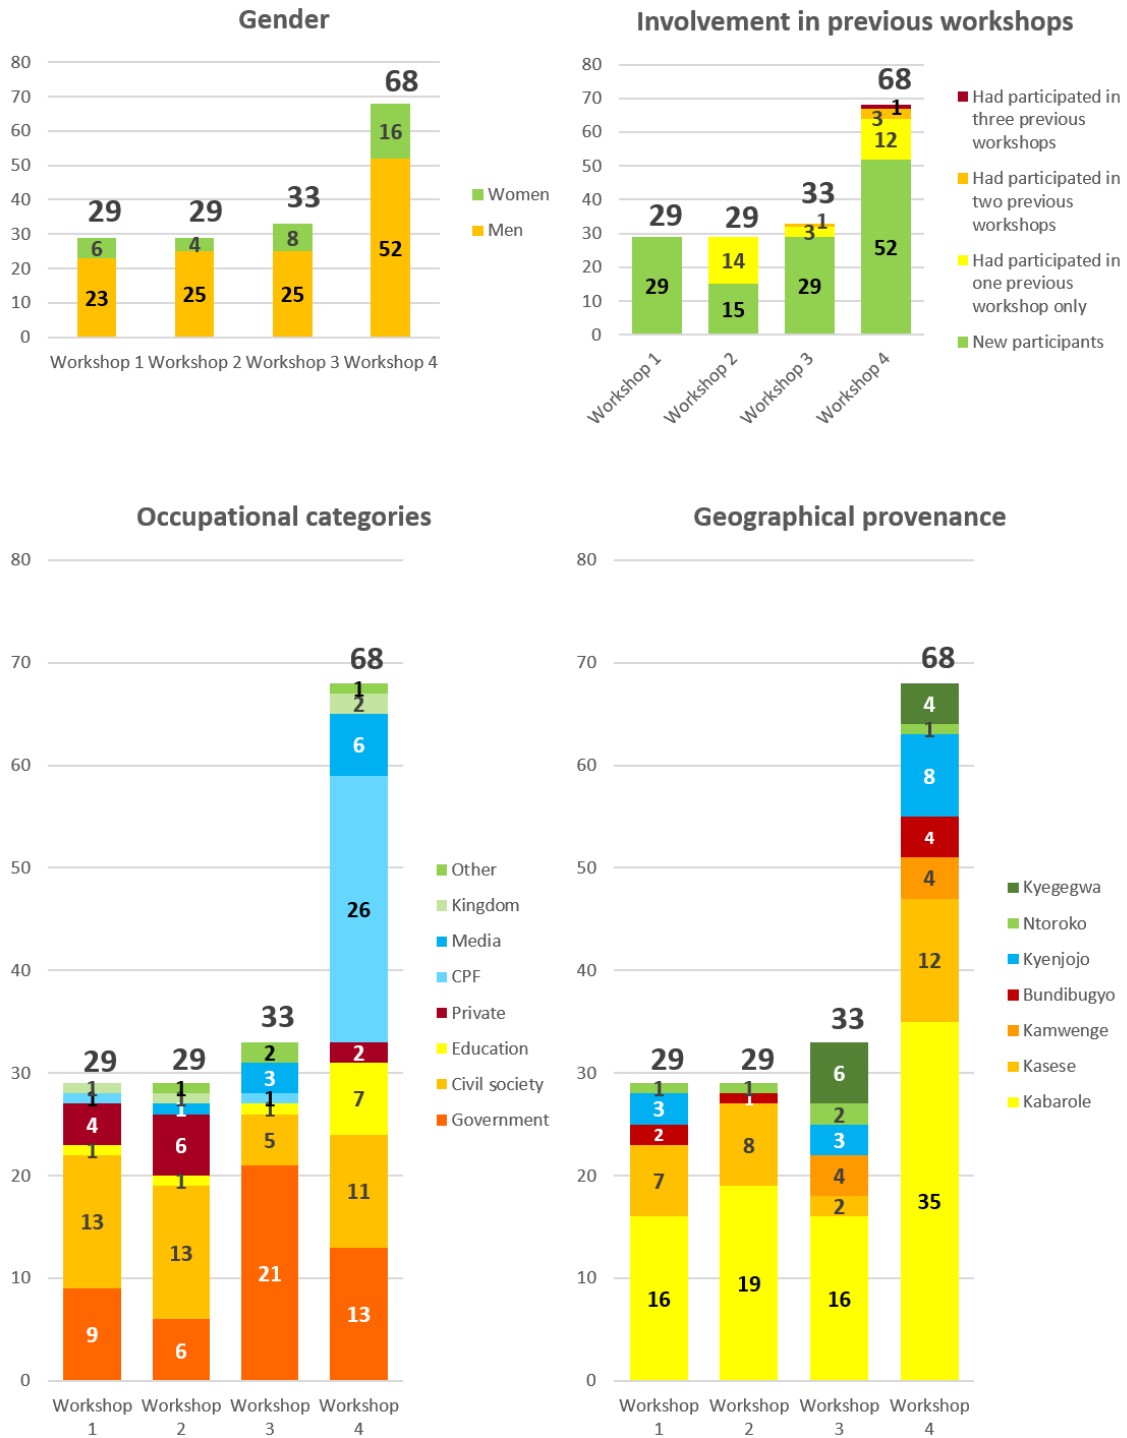 Gender
80
70
60
50
40
30
20
10
0
29
29
33
68
6
4
8
16
23
25
25
52
Workshop 1
Workshop 2
Workshop 3
Workshop 4
Women
Men
Involvement in previous workshops
80
70
60
50
40
30
20
10
0
29
29
33
68
29
14
15
1
3
29
1
3
12
52
Workshop 1
Workshop 2
Workshop 3
Workshop 4
Had participated in
three previous
workshops
Had participated in
two previous
workshops
Had participated in
one previous
workshop only
New participants
Occupational categories
80
70
60
50
40
30
20
10
0
29
1
1
4
1
13
9
29
1
1
1
6
1
13
6
33
2
3
1
1
5
21
68
1
2
6
26
2
7
11
13
Workshop
1
Workshop
2
Workshop
3
Workshop
4
Other
Kingdom
Media
CPF
Private
Education
Civil society
Government
Geographical provenance
80
70
60
50
40
30
20
10
0
29
1
3
2
7
16
29
1
1
8
19
33
6
2
3
4
2
16
68
4
1
8
4
4
12
35
Workshop
1
Workshop
2
Workshop
3
Workshop
4
Kyegegwa
Ntoroko
Kyenjojo
Bundibugyo
Kamwenge
Kasese
Kabarole